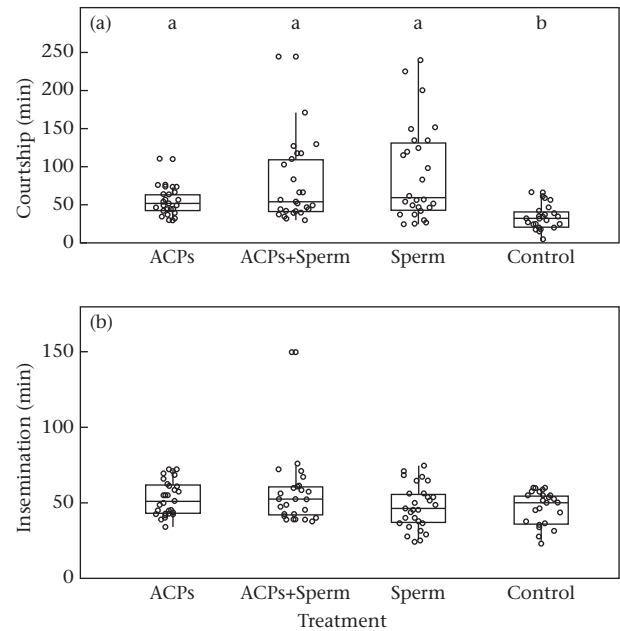 (a) a a a b
250
200
150
100
50
0
Courtship (min)
ACPs ACPs+Sperm Sperm Control
(b)
150
100
50
0
Insemination (min)
ACPs ACPs+Sperm Sperm Control
Treatment